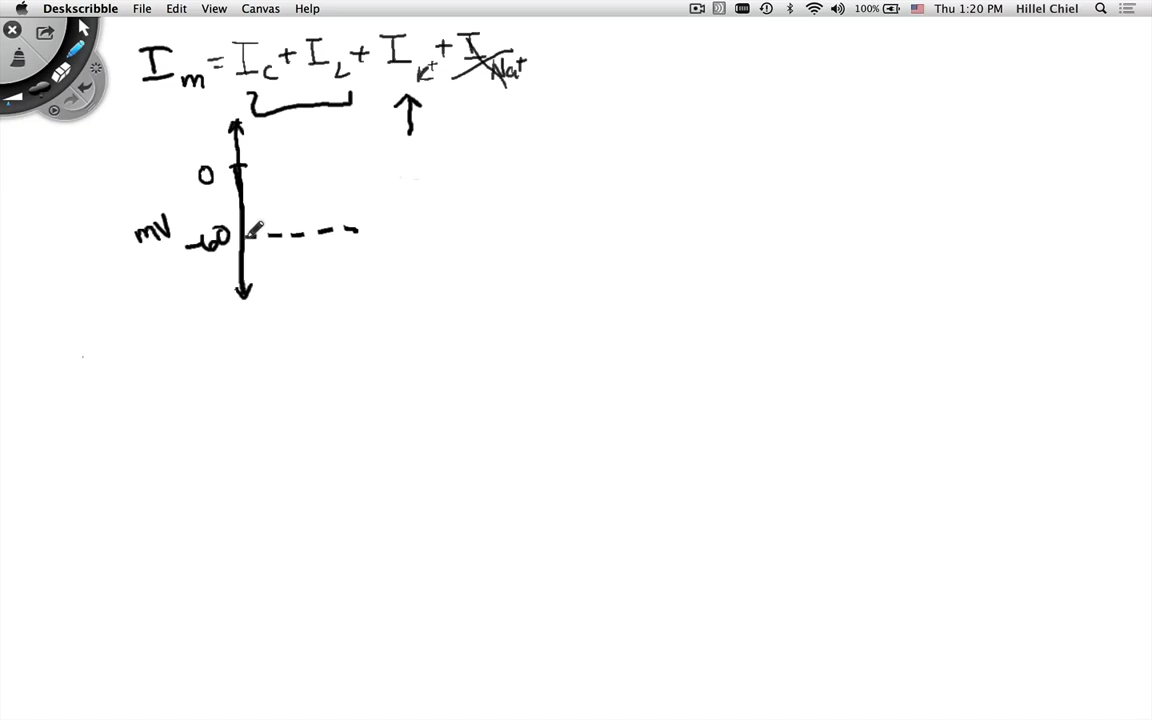 Deskscribble File Edit View Canvas Help 100% Thu 1:20 PM Hillel Chiel
Im = Ic + IL + IK+ + INa+
0
mV -60